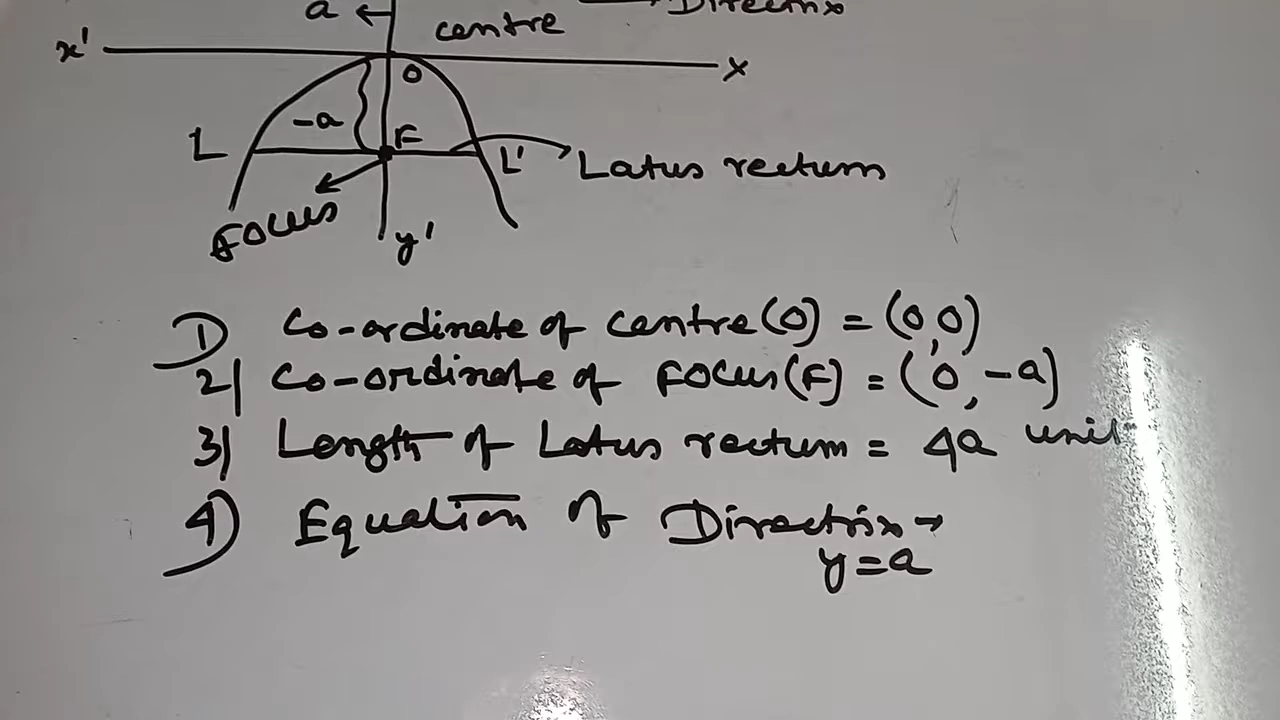 a ← centre Directrix
x' x
O
-a F
L L' Latus rectum
Focus
y'
1) Co-ordinate of centre(O) = (0,0)
2) Co-ordinate of Focus(F) = (0,-a)
3) Length of Latus rectum = 4a unit
4) Equation of Directrix →
y=a